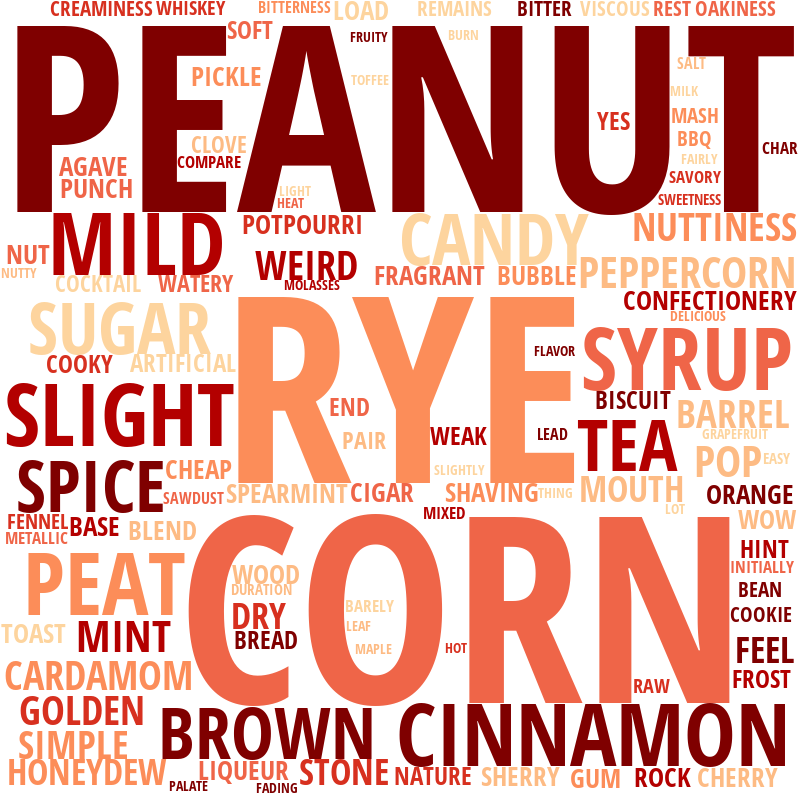 CREAMINESS WHISKEY BITTERNESS LOAD REMAINS BITTER VISCOUS REST OAKINESS
SOFT FRUITY BURN
PEANUT
PICKLE TOFFEE SALT
MILK
YES MASH
CLOVE BBQ
COMPARE FAIRLY CHAR
AGAVE SAVORY
PUNCH LIGHT SWEETNESS
HEAT
MILD POTPOURRI CANDY NUTTINESS
NUT WEIRD
NUTTY COCKTAIL WATERY MOLASSES FRAGRANT BUBBLE PEPPERCORN
CONFECTIONERY
SUGAR DELICIOUS
RYE
COOKY ARTIFICIAL FLAVOR SYRUP
BISCUIT
SLIGHT END BARREL
PAIR WEAK LEAD TEA GRAPEFRUIT
SPICE CHEAP SLIGHTLY POP EASY
SAWDUST SPEARMINT CIGAR SHAVING THING MOUTH ORANGE
FENNEL BASE BLEND MIXED LOT WOW
METALLIC
CORN
HINT
PEAT WOOD INITIALLY
DURATION BEAN
TOAST MINT DRY BARELY COOKIE
BREAD LEAF
MAPLE HOT FEEL
CARDAMOM RAW FROST
GOLDEN
BROWN CINNAMON
SIMPLE
HONEYDEW LIQUEUR STONE NATURE SHERRY GUM ROCK CHERRY
PALATE FADING